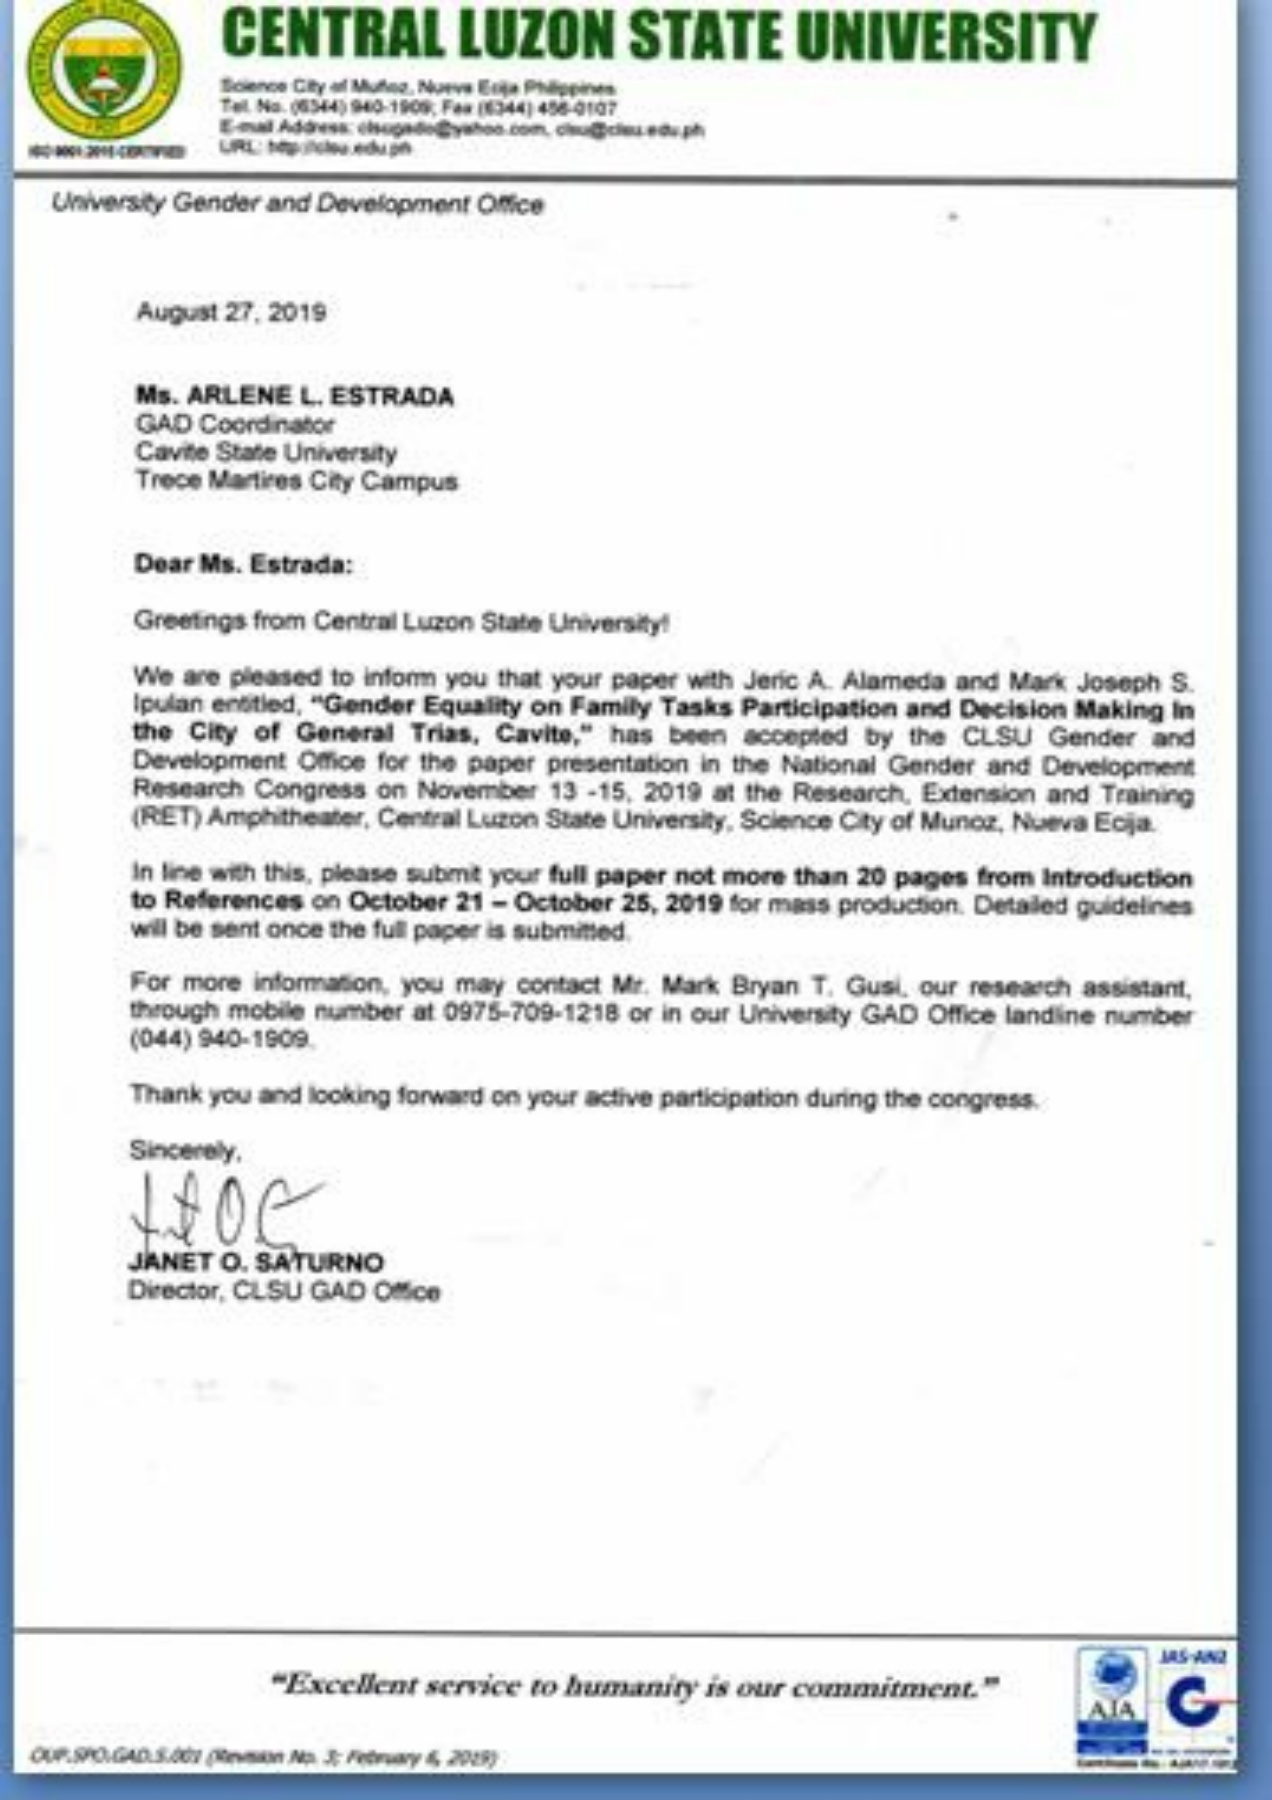 CENTRAL LUZON STATE UNIVERSITY
Science City of Muñoz, Nueva Ecija Philippines
Tel. No. (6344) 940-1909; Fax (6344) 456-0107
E-mail Address: clsugado@yahoo.com, clsu@clsu.edu.ph
URL: http://clsu.edu.ph
ISO 9001:2015 CERTIFIED
University Gender and Development Office
August 27, 2019
Ms. ARLENE L. ESTRADA
GAD Coordinator
Cavite State University
Trece Martires City Campus
Dear Ms. Estrada:
Greetings from Central Luzon State University!
We are pleased to inform you that your paper with Jeric A. Alameda and Mark Joseph S.
Ipulan entitled, “Gender Equality on Family Tasks Participation and Decision Making In
the City of General Trias, Cavite,” has been accepted by the CLSU Gender and
Development Office for the paper presentation in the National Gender and Development
Research Congress on November 13 -15, 2019 at the Research, Extension and Training
(RET) Amphitheater, Central Luzon State University, Science City of Munoz, Nueva Ecija.
In line with this, please submit your full paper not more than 20 pages from Introduction
to References on October 21 – October 25, 2019 for mass production. Detailed guidelines
will be sent once the full paper is submitted.
For more information, you may contact Mr. Mark Bryan T. Gusi, our research assistant,
through mobile number at 0975-709-1218 or in our University GAD Office landline number
(044) 940-1909.
Thank you and looking forward on your active participation during the congress.
Sincerely,
JANET O. SATURNO
Director, CLSU GAD Office
“Excellent service to humanity is our commitment.”
JAS-ANZ
AJA
OUP.SPO.GAD.S.001 (Revision No. 3; February 6, 2019)